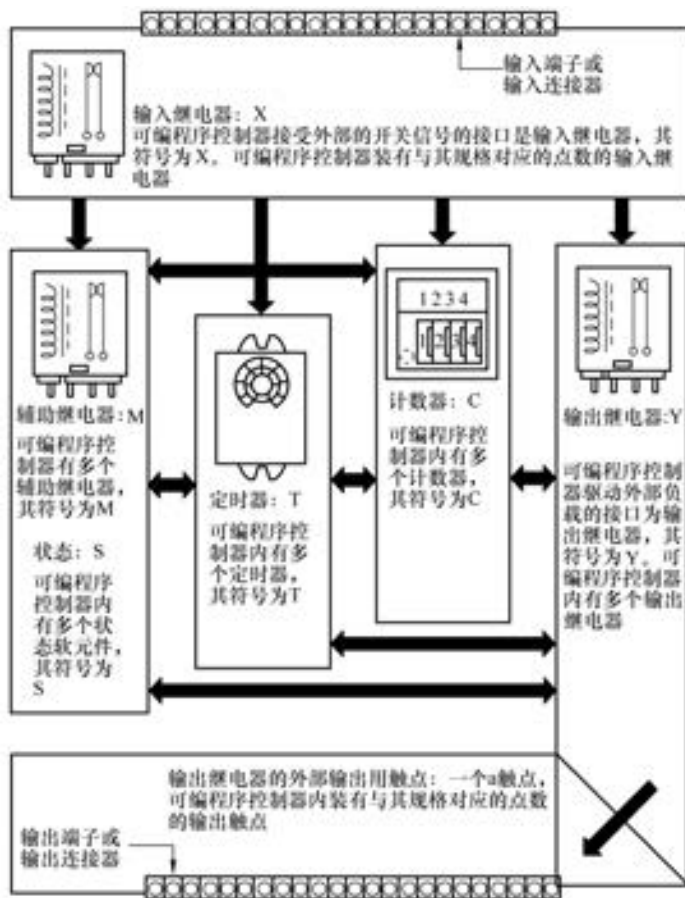 输入端子或
输入连接器
输入继电器：X
可编程序控制器接受外部的开关信号的接口是输入继电器，其
符号为X。可编程序控制器装有与其规格对应的点数的输入继
电器
辅助继电器:M
可编程序控
制器有多个
辅助继电器，
其符号为M
状态：S
可编程序
控制器内
有多个状
态软元件，
其符号为
S
定时器：T
可编程序控
制器内有多
个定时器，
其符号为T
1234
1234
计数器：C
可编程序控
制器内有多
个计数器，
其符号为C
输出继电器:Y
可编程序控制
器驱动外部负
载的接口为输
出继电器，其
符号为Y。可
编程序控制器
内有多个输出
继电器
输出继电器的外部输出用触点：一个a触点，
可编程序控制器内装有与其规格对应的点数
的输出触点
输出端子或
输出连接器